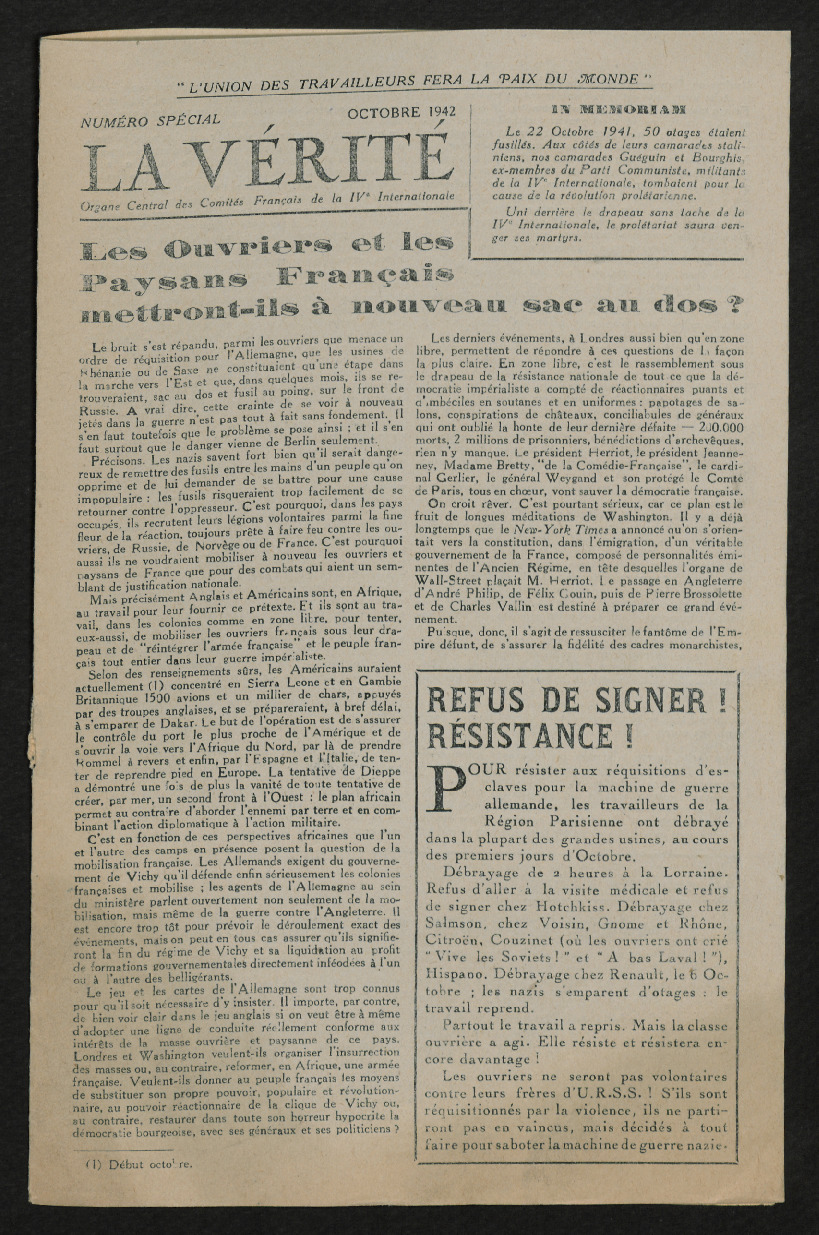 "L'UNION DES TRAVAILLEURS FERA LA PAIX DU MONDE"
NUMÉRO SPÉCIAL
OCTOBRE 1942
LA VÉRITÉ
Organe Central des Comités Français de la IVe Internationale
IN MEMORIAM
Le 22 Octobre 1941, 50 otages étaient
fusillés. Aux côtés de leurs camarades stali-
niens, nos camarades Guéguin et Bourghis,
ex-membres du Parti Communiste, militants
de la IVe Internationale, tombaient pour la
cause de la révolution prolétarienne.
Uni derrière le drapeau sans tache de la
IVe Internationale, le prolétariat saura ven-
ger ses martyrs.
Les Ouvriers et les
Paysans Français
mettront-ils à nouveau sac au dos ?
Le bruit s'est répandu, parmi les ouvriers que menace un
ordre de réquisition pour l'Allemagne, que les usines de
Rhénanie ou de Saxe ne constituaient qu'une étape dans
la marche vers l'Est et que, dans quelques mois, ils se re-
trouveraient, sac au dos et fusil au poing, sur le front de
Russie. A vrai dire, cette crainte de se voir à nouveau
jetés dans la guerre n'est pas tout à fait sans fondement. Il
s'en faut toutefois que le problème se pose ainsi ; et il s'en
faut surtout que le danger vienne de Berlin seulement.
Précisons. Les nazis savent fort bien qu'il serait dange-
reux de remettre des fusils entre les mains d'un peuple qu'on
opprime et de lui demander de se battre pour une cause
impopulaire : les fusils risqueraient trop facilement de se
retourner contre l'oppresseur. C'est pourquoi, dans les pays
occupés, ils recrutent leurs légions volontaires parmi la fine
fleur de la réaction, toujours prête à faire feu contre les ou-
vriers, de Russie, de Norvège ou de France. C'est pourquoi
aussi ils ne voudraient mobiliser à nouveau les ouvriers et
paysans de France que pour des combats qui aient un sem-
blant de justification nationale.
Mais précisément Anglais et Américains sont, en Afrique,
au travail pour leur fournir ce prétexte. Et ils sont au tra-
vail, dans les colonies comme en zone libre, pour tenter,
eux-aussi, de mobiliser les ouvriers français sous leur dra-
peau et de "réintégrer l'armée française" et le peuple fran-
çais tout entier dans leur guerre impérialiste.
Selon des renseignements sûrs, les Américains auraient
actuellement (1) concentré en Sierra Leone et en Gambie
Britannique 1500 avions et un millier de chars, appuyés
par des troupes anglaises, et se prépareraient, à bref délai,
à s'emparer de Dakar. Le but de l'opération est de s'assurer
le contrôle du port le plus proche de l'Amérique et de
s'ouvrir la voie vers l'Afrique du Nord, par là de prendre
Rommel à revers et enfin, par l'Espagne et l'Italie, de ten-
ter de reprendre pied en Europe. La tentative de Dieppe
a démontré une fois de plus la vanité de toute tentative de
créer, par mer, un second front à l'Ouest : le plan africain
permet au contraire d'aborder l'ennemi par terre et en com-
binant l'action diplomatique à l'action militaire.
C'est en fonction de ces perspectives africaines que l'un
et l'autre des camps en présence posent la question de la
mobilisation française. Les Allemands exigent du gouverne-
ment de Vichy qu'il défende enfin sérieusement les colonies
françaises et mobilise ; les agents de l'Allemagne au sein
du ministère parlent ouvertement non seulement de la mo-
bilisation, mais même de la guerre contre l'Angleterre. Il
est encore trop tôt pour prévoir le déroulement exact des
événements, mais on peut en tous cas assurer qu'ils signifie-
ront la fin du régime de Vichy et sa liquidation au profit
de formations gouvernementales directement inféodées à l'un
ou à l'autre des belligérants.
Le jeu et les cartes de l'Allemagne sont trop connus
pour qu'il soit nécessaire d'y insister. Il importe, par contre,
de bien voir clair dans le jeu anglais si on veut être à même
d'adopter une ligne de conduite réellement conforme aux
intérêts de la masse ouvrière et paysanne de ce pays.
Londres et Washington veulent-ils organiser l'insurrection
des masses ou, au contraire, reformer, en Afrique, une armée
française. Veulent-ils donner au peuple français les moyens
de substituer son propre pouvoir, populaire et révolution-
naire, au pouvoir réactionnaire de la clique de Vichy ou,
au contraire, restaurer dans toute son horreur hypocrite la
démocratie bourgeoise, avec ses généraux et ses politiciens ?
(1) Début octobre.
Les derniers événements, à Londres aussi bien qu'en zone
libre, permettent de répondre à ces questions de la façon
la plus claire. En zone libre, c'est le rassemblement sous
le drapeau de la résistance nationale de tout ce que la dé-
mocratie impérialiste a compté de réactionnaires puants et
d'imbéciles en soutanes et en uniformes : papotages de sa-
lons, conspirations de châteaux, conciliabules de généraux
qui ont oublié la honte de leur dernière défaite — 200.000
morts, 2 millions de prisonniers, bénédictions d'archevêques,
rien n'y manque. Le président Herriot, le président Jeanne-
ney, Madame Bretty, "de la Comédie-Française", le cardi-
nal Gerlier, le général Weygand et son protégé le Comte
de Paris, tous en chœur, vont sauver la démocratie française.
On croit rêver. C'est pourtant sérieux, car ce plan est le
fruit de longues méditations de Washington. Il y a déjà
longtemps que le New-York Times a annoncé qu'on s'orien-
tait vers la constitution, dans l'émigration, d'un véritable
gouvernement de la France, composé de personnalités émi-
nentes de l'Ancien Régime, en tête desquelles l'organe de
Wall-Street plaçait M. Herriot. Le passage en Angleterre
d'André Philip, de Félix Gouin, puis de Pierre Brossolette
et de Charles Vallin est destiné à préparer ce grand évé-
nement.
Puisque, donc, il s'agit de ressusciter le fantôme de l'Em-
pire défunt, de s'assurer la fidélité des cadres monarchistes,
REFUS DE SIGNER !
RÉSISTANCE !
POUR résister aux réquisitions d'es-
claves pour la machine de guerre
allemande, les travailleurs de la
Région Parisienne ont débrayé
dans la plupart des grandes usines, au cours
des premiers jours d'Octobre.
Débrayage de 2 heures à la Lorraine.
Refus d'aller à la visite médicale et refus
de signer chez Hotchkiss. Débrayage chez
Salmson, chez Voisin, Gnome et Rhône,
Citroën, Couzinet (où les ouvriers ont crié
"Vive les Soviets !" et "A bas Laval !"),
Hispano. Débrayage chez Renault, le 6 Oc-
tobre ; les nazis s'emparent d'otages : le
travail reprend.
Partout le travail a repris. Mais la classe
ouvrière a agi. Elle résiste et résistera en-
core davantage !
Les ouvriers ne seront pas volontaires
contre leurs frères d'U.R.S.S. ! S'ils sont
réquisitionnés par la violence, ils ne parti-
ront pas en vaincus, mais décidés à tout
faire pour saboter la machine de guerre nazie.